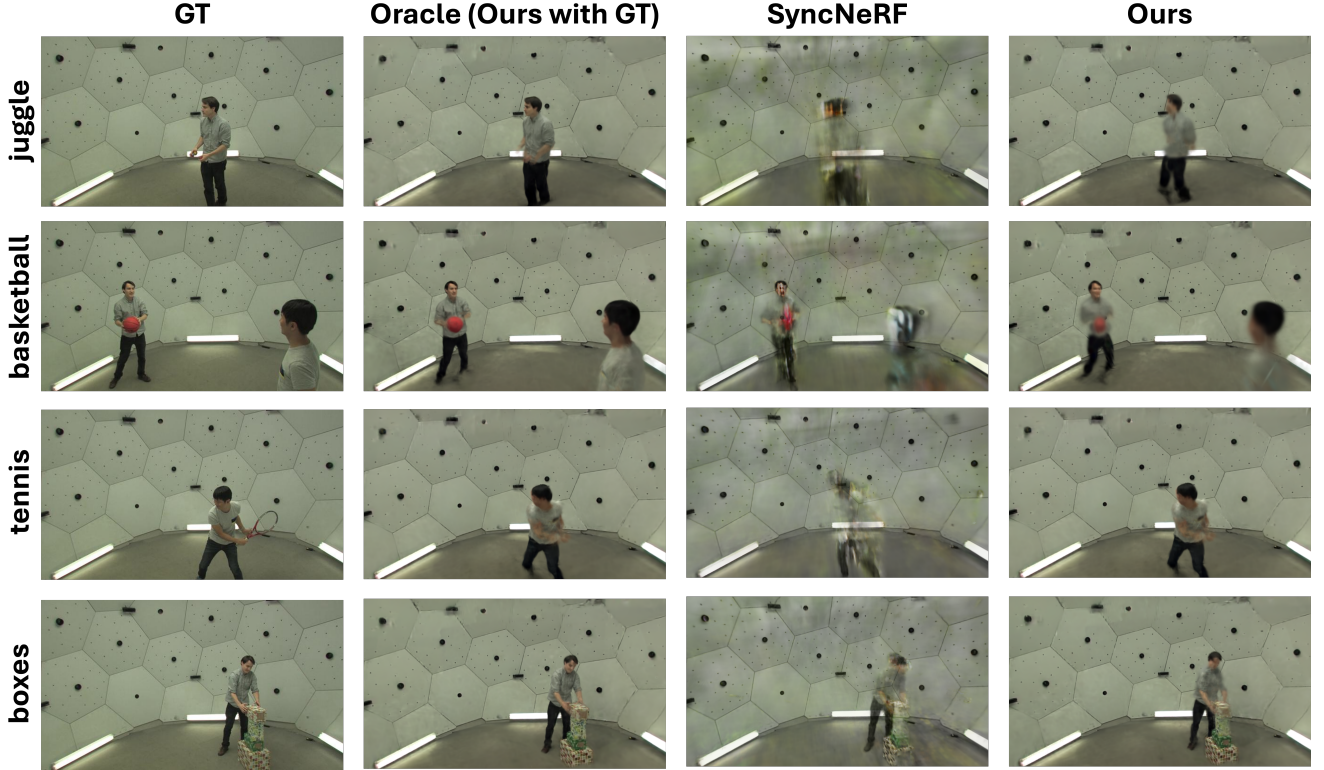 GT
Oracle (Ours with GT)
SyncNeRF
Ours
juggle
basketball
tennis
boxes